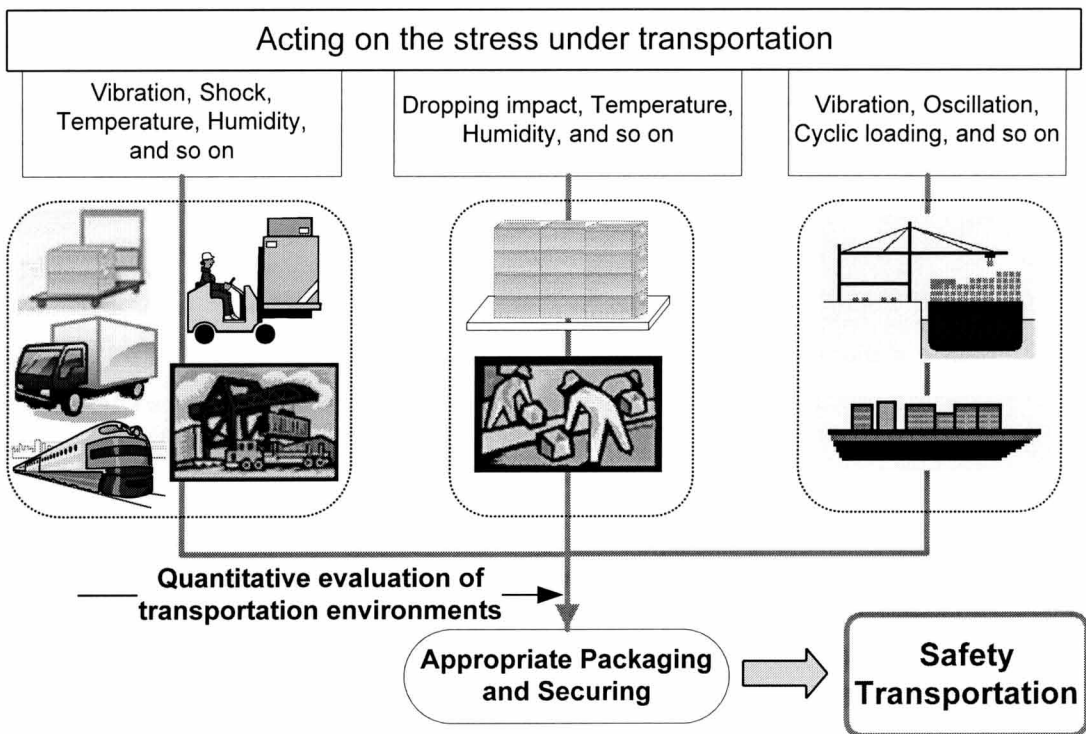 Acting on the stress under transportation
Vibration, Shock,
Temperature, Humidity,
and so on
Dropping impact, Temperature,
Humidity, and so on
Vibration, Oscillation,
Cyclic loading, and so on
Quantitative evaluation of
transportation environments
Appropriate Packaging
and Securing
Safety
Transportation